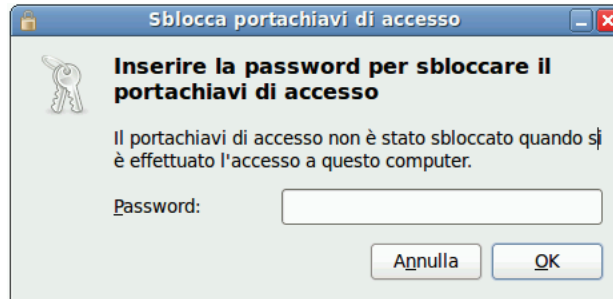 Sblocca portachiavi di accesso
Inserire la password per sbloccare il
portachiavi di accesso
Il portachiavi di accesso non è stato sbloccato quando si
è effettuato l'accesso a questo computer.
Password:
Annulla OK